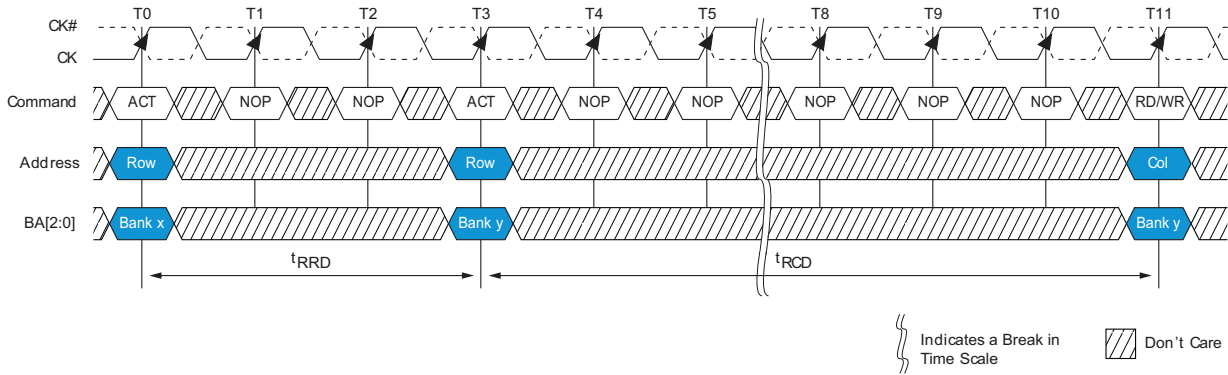 T0 T1 T2 T3 T4 T5 T8 T9 T10 T11
CK#
CK
Command ACT NOP NOP ACT NOP NOP NOP NOP NOP RD/WR
Address Row Row Col
BA[2:0] Bank x Bank y Bank y
tRRD tRCD
Indicates a Break in
Time Scale
Don't Care